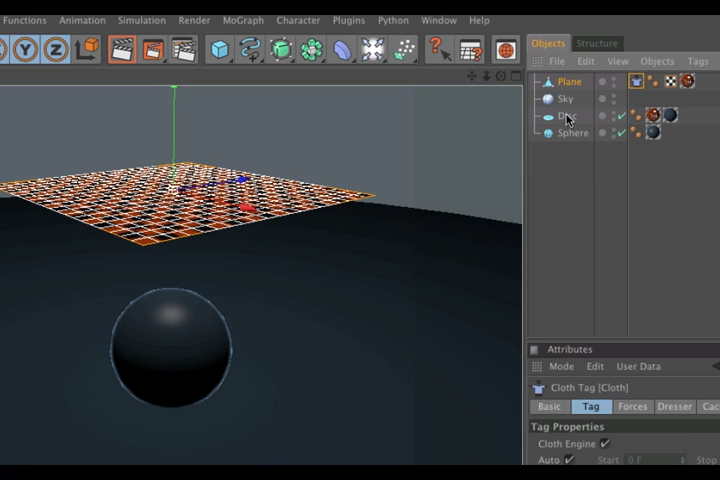 Functions Animation Simulation Render MoGraph Character Plugins Python Window Help
Y Z
Objects Structure
File Edit View Objects Tags
Plane
Sky
Sphere
Attributes
Mode Edit User Data
Cloth Tag [Cloth]
Basic Tag Forces Dresser Cac
Tag Properties
Cloth Engine
Auto Start 0 F Stop